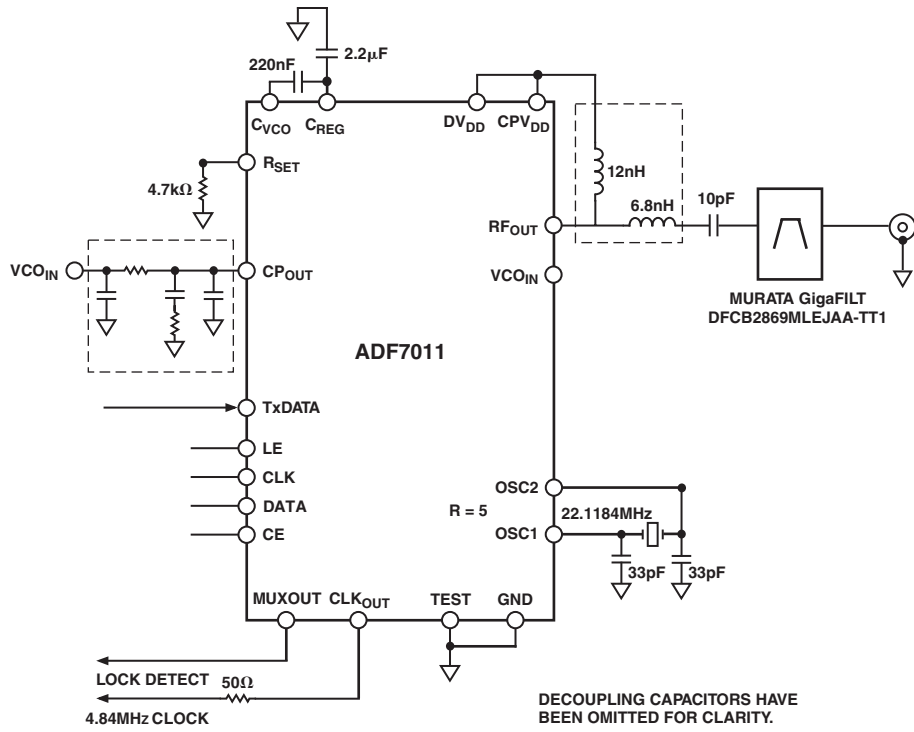 2.2µF
220nF
CVCO
CREG
DVDD
CPVDD
RSET
4.7kΩ
12nH
6.8nH
10pF
RFOUT
VCOIN
CPOUT
VCOIN
MURATA GigaFILT
DFCB2869MLEJAA-TT1
ADF7011
TxDATA
LE
CLK
DATA
CE
OSC2
R = 5
22.1184MHz
OSC1
33pF
33pF
MUXOUT
CLKOUT
TEST
GND
LOCK DETECT
50Ω
4.84MHz CLOCK
DECOUPLING CAPACITORS HAVE
BEEN OMITTED FOR CLARITY.